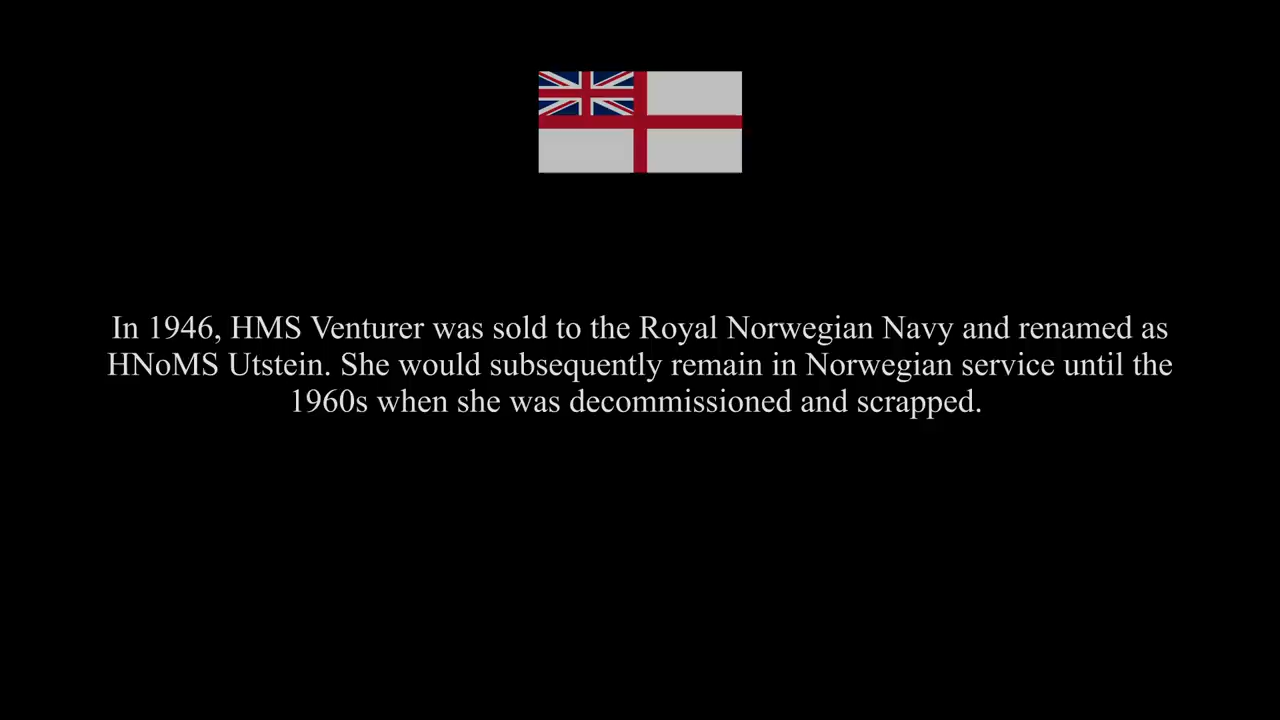 In 1946, HMS Venturer was sold to the Royal Norwegian Navy and renamed as
HNoMS Utstein. She would subsequently remain in Norwegian service until the
1960s when she was decommissioned and scrapped.